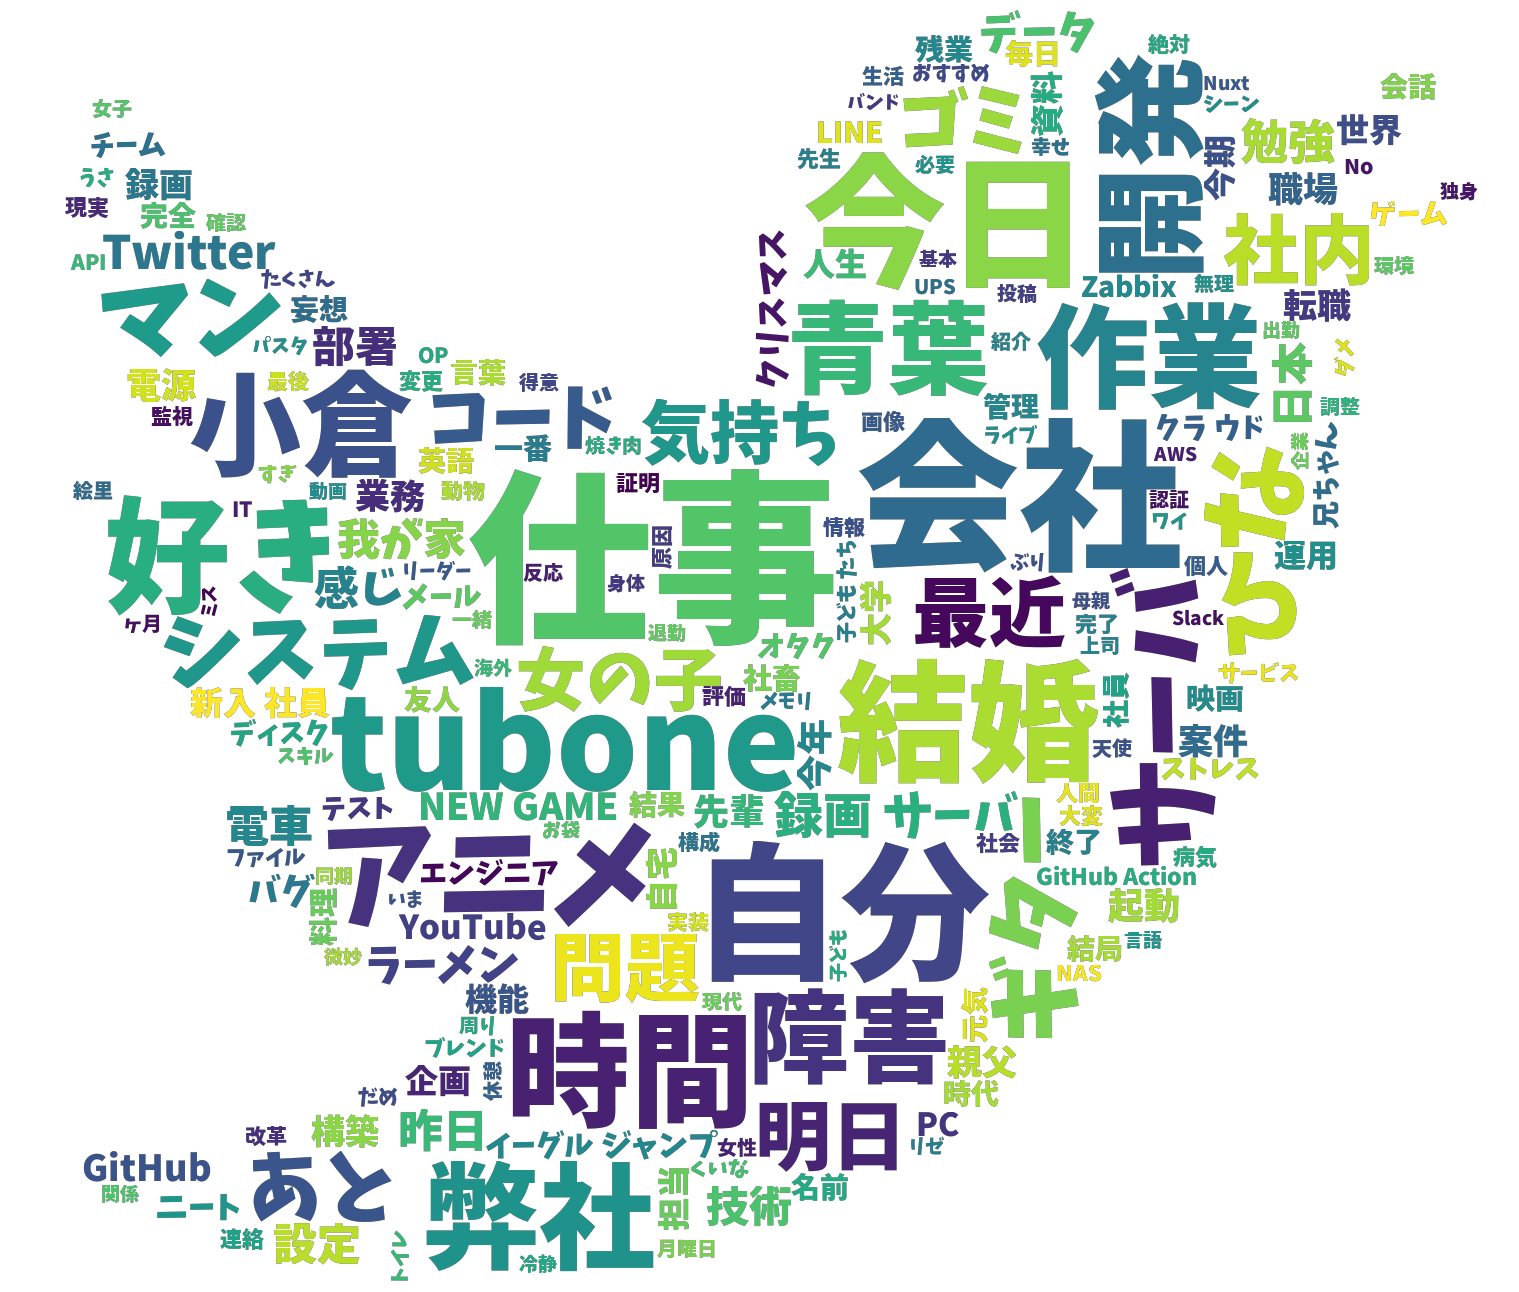 データ
残業
毎日
絶対
生活
おすすめ
資料
開発
Nuxt
会話
バンド
ゴミ
シーン
女子
LINE
幸せ
今期
勉強
世界
チーム
先生
必要
今日
No
うさ
録画
職場
独身
現実
完全
確認
社内
ゲーム
API
Twitter
クリスマス
人生
基本
環境
たくさん
UPS
投稿
Zabbix
無理
マン
妄想
転職
パスタ
部署
青葉
紹介
作業
出勤
日本
ダメ
OP
言葉
電源
最後
変更
得意
小倉
コード
監視
気持ち
画像
管理
ライブ
クラウド
調整
一番
焼き肉
英語
会社
AWS
企業
兄ちゃん
すぎ
ひな
絵里
動画
業務
動物
仕事
証明
認証
好き
IT
我が家
原因
情報
ワイ
感じ
リーダー
反応
身体
子どもたち
ぶり
個人
運用
メール
大学
最近
母親
バー
Slack
ケ月
ミス
一緒
退勤
完了
上司
システム
オタク
海外
女の子
社畜
結婚
サービス
新入社員
友人
評価
メモリ
社員
映画
ディスク
tubone
今年
天使
案件
スキル
ストレス
テスト
NEW GAME
結果
先輩
録画
サーバー
人間
サー
電車
お袋
大変
ファイル
アニメ
エンジニア
構成
社会
終了
病気
バグ
同期
自宅
自分
GitHub Action
いま
料理
YouTube
実装
ギター
起動
微妙
ラーメン
問題
子ども
結局
言語
NAS
機能
現代
障害
元気
周り
時間
ブレンド
親父
企画
休憩
時代
だめ
改革
構築
昨日
イーグルジャンプ
女性
明日
PC
リゼ
GitHub
あと
弊社
くいな
関係
担当
技術
名前
ニート
連絡
設定
トイレ
冷静
月曜日